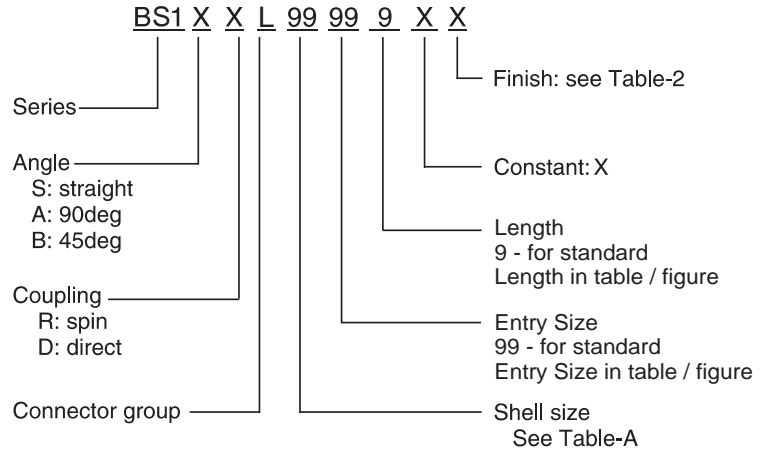 BS1 X X L 99 99 9 X X
Finish: see Table-2
Series
Angle
S: straight
A: 90deg
B: 45deg
Constant: X
Length
9 - for standard
Length in table / figure
Coupling
R: spin
D: direct
Entry Size
99 - for standard
Entry Size in table / figure
Connector group
Shell size
See Table-A